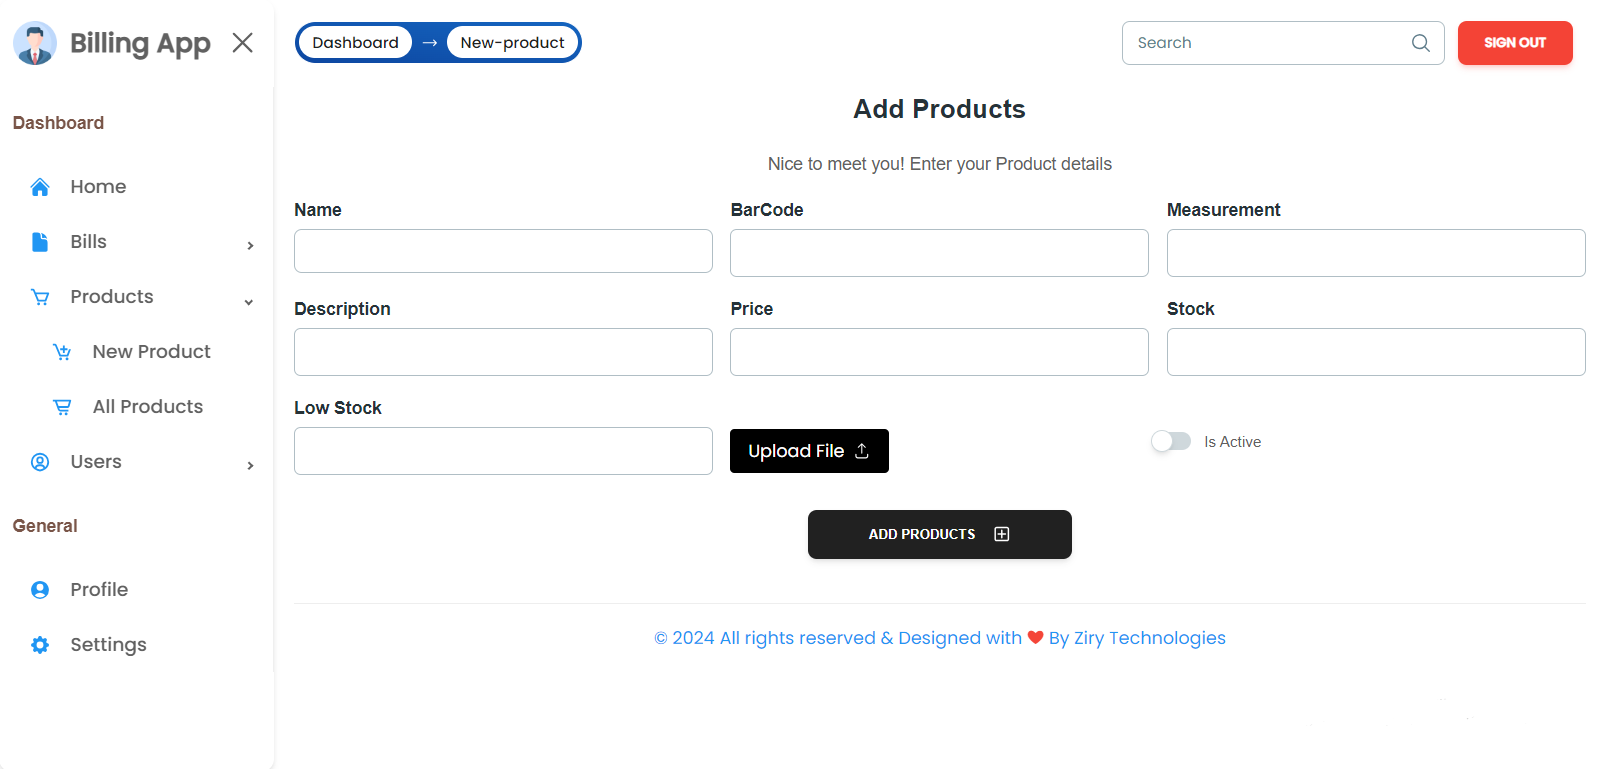 Billing App
Dashboard → New-product
Search
SIGN OUT
Dashboard
Home
Bills
Products
New Product
All Products
Users
General
Profile
Settings
Add Products
Nice to meet you! Enter your Product details
Name
BarCode
Measurement
Description
Price
Stock
Low Stock
Upload File
Is Active
ADD PRODUCTS
© 2024 All rights reserved & Designed with ❤ By Ziry Technologies